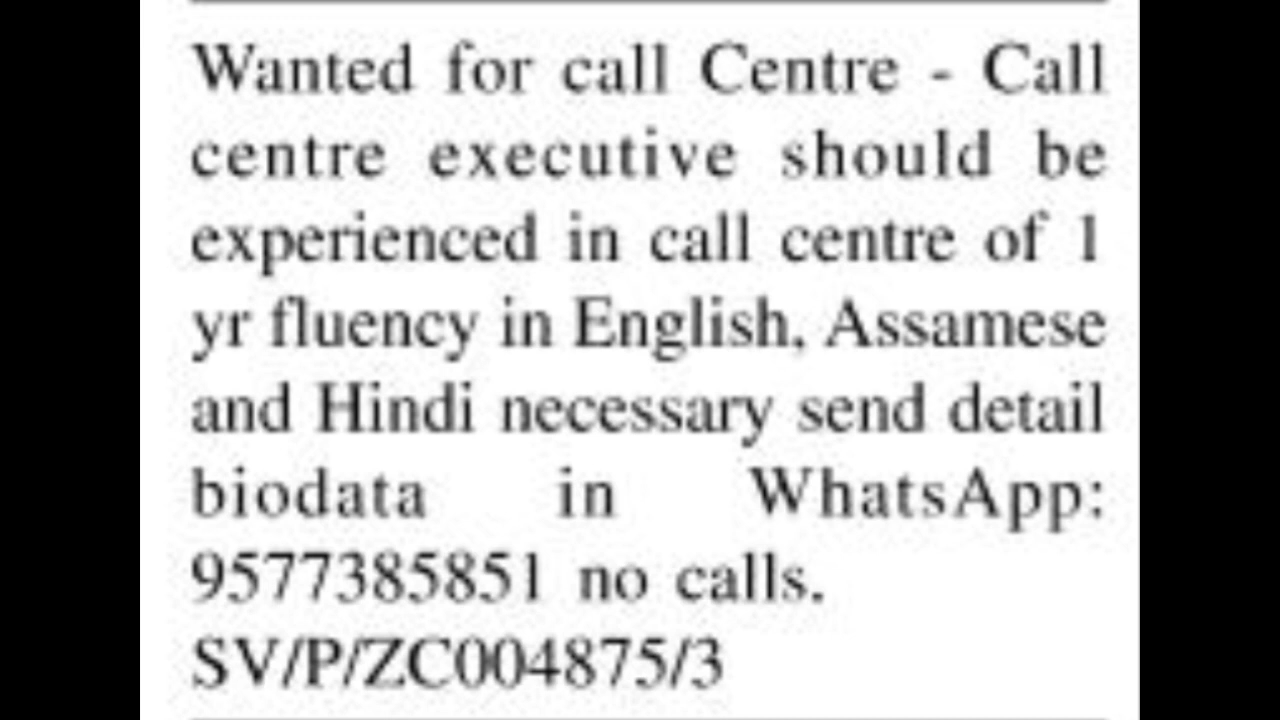 Wanted for call Centre - Call
centre executive should be
experienced in call centre of 1
yr fluency in English, Assamese
and Hindi necessary send detail
biodata in WhatsApp:
9577385851 no calls.
SV/P/ZC004875/3